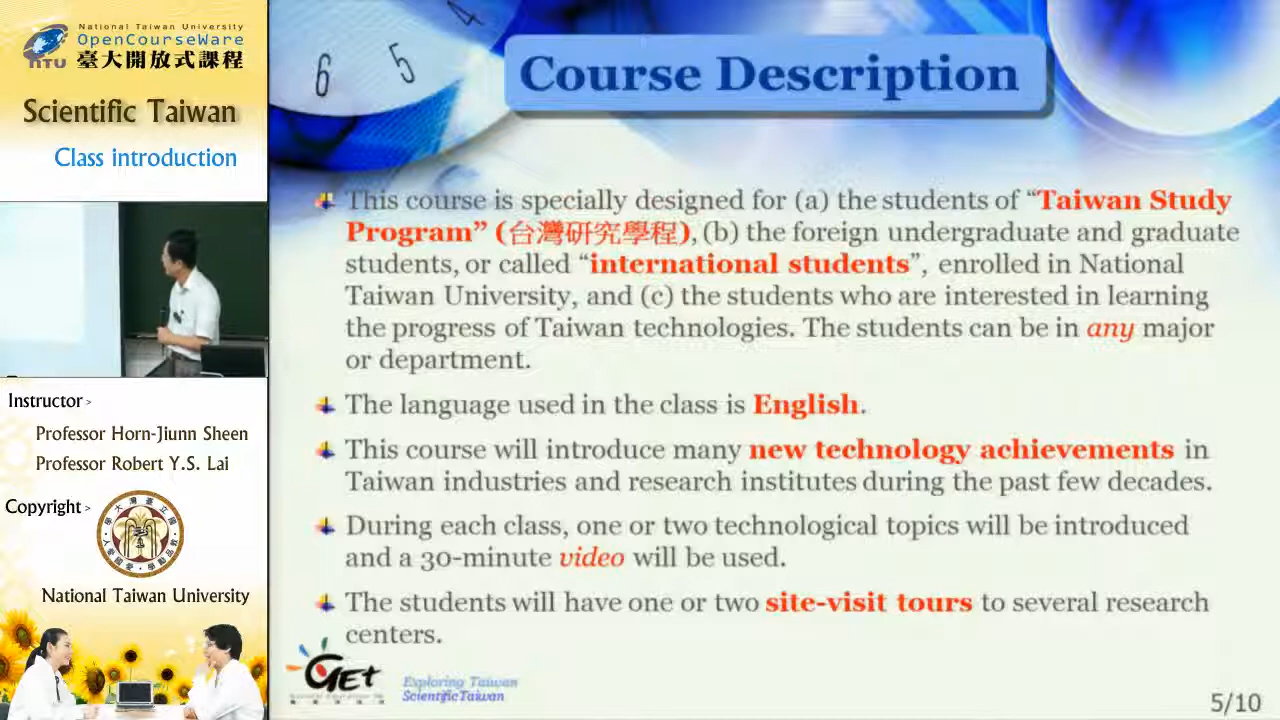 National Taiwan University
OpenCourseWare
NTU 臺大開放式課程
Scientific Taiwan
Class introduction
Instructor >
Professor Horn-Jiunn Sheen
Professor Robert Y.S. Lai
Copyright >
National Taiwan University
6 5 4
Course Description
This course is specially designed for (a) the students of “Taiwan Study
Program” (台灣研究學程), (b) the foreign undergraduate and graduate
students, or called “international students”, enrolled in National
Taiwan University, and (c) the students who are interested in learning
the progress of Taiwan technologies. The students can be in any major
or department.
The language used in the class is English.
This course will introduce many new technology achievements in
Taiwan industries and research institutes during the past few decades.
During each class, one or two technological topics will be introduced
and a 30-minute video will be used.
The students will have one or two site-visit tours to several research
centers.
GET
Exploring Taiwan
Scientific Taiwan
5/10